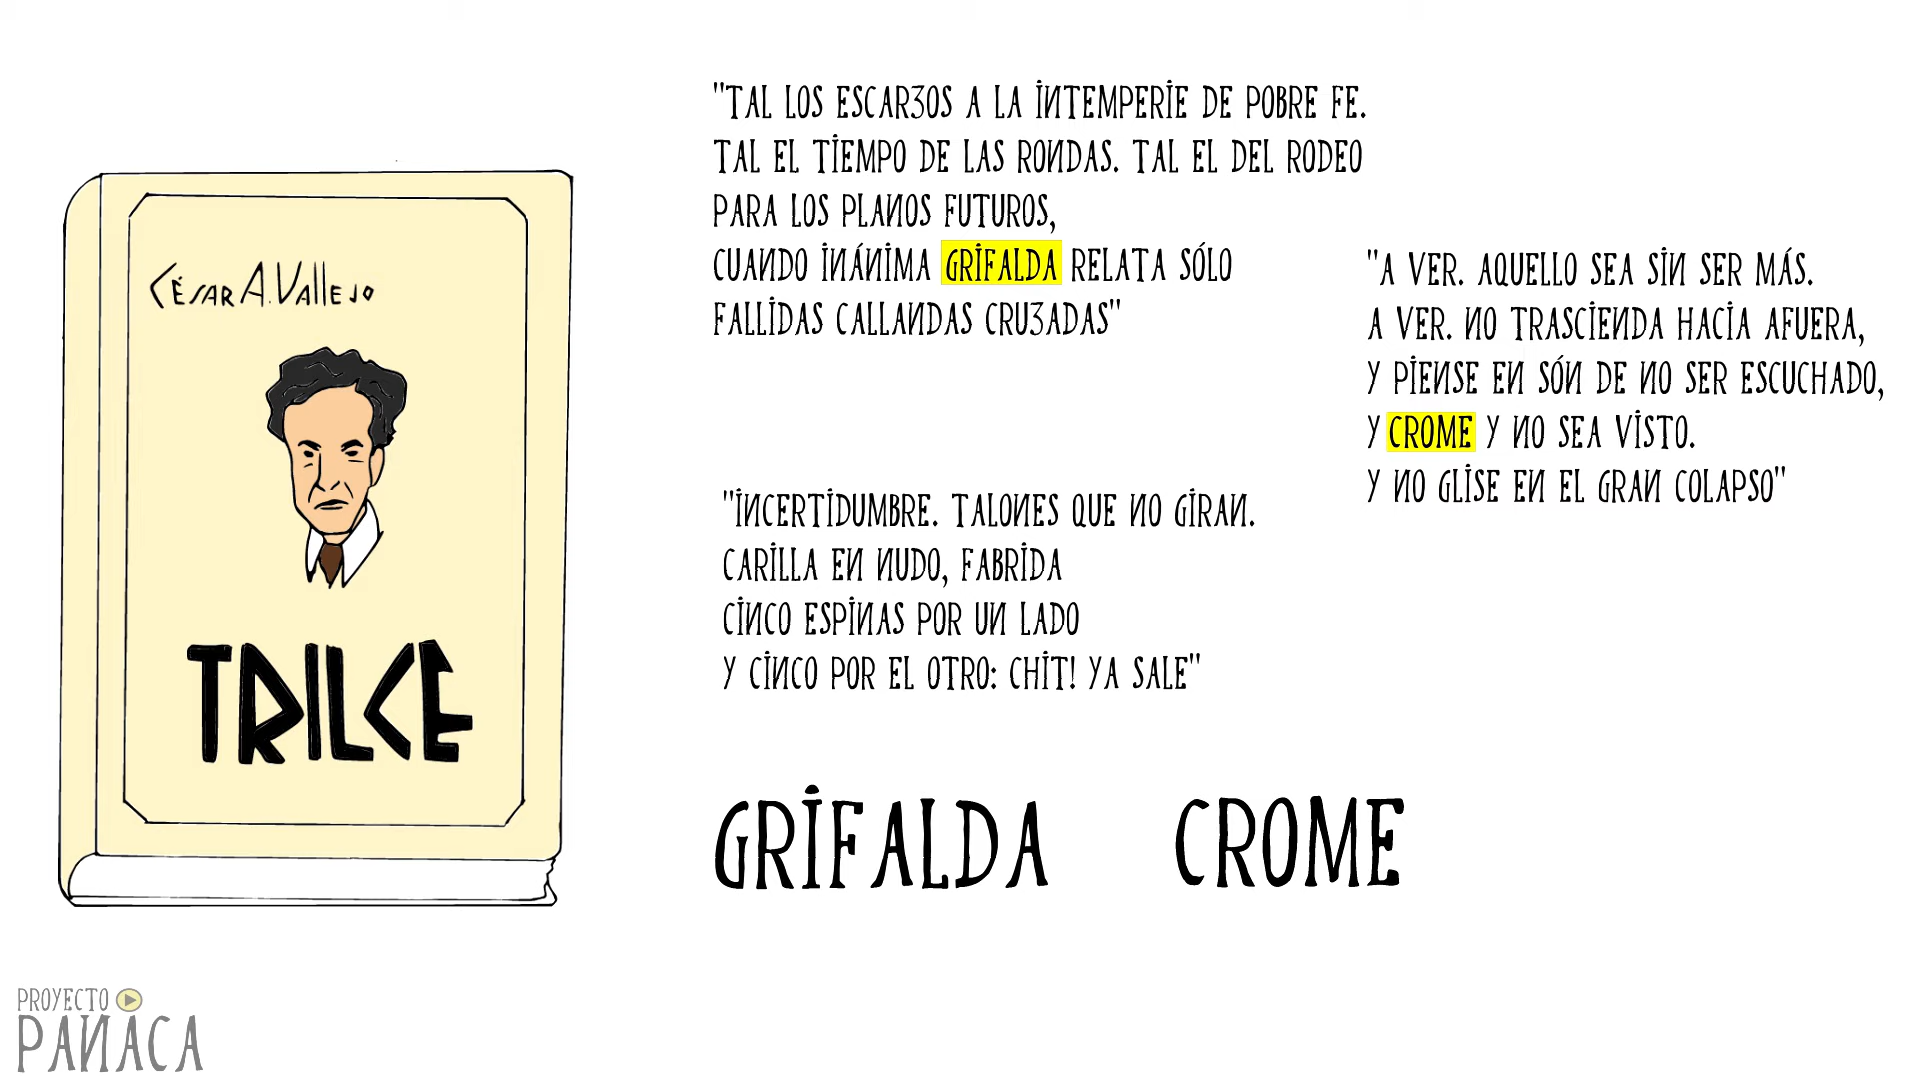 César A. Vallejo
TRILCE
"TAL LOS ESCARZOS A LA INTEMPERIE DE POBRE FE.
TAL EL TIEMPO DE LAS RONDAS. TAL EL DEL RODEO
PARA LOS PLANOS FUTUROS,
CUANDO INÁNIMA GRIFALDA RELATA SÓLO
FALLIDAS CALLANDAS CRUZADAS"
"A VER. AQUELLO SEA SIN SER MÁS.
A VER. NO TRASCIENDA HACIA AFUERA,
Y PIENSE EN SÓN DE NO SER ESCUCHADO,
Y CROME Y NO SEA VISTO.
Y NO GLISE EN EL GRAN COLAPSO"
"INCERTIDUMBRE. TALONES QUE NO GIRAN.
CARILLA EN NUDO, FABRIDA
CINCO ESPINAS POR UN LADO
Y CINCO POR EL OTRO: CHIT! YA SALE"
GRIFALDA CROME
PROYECTO
PANACA